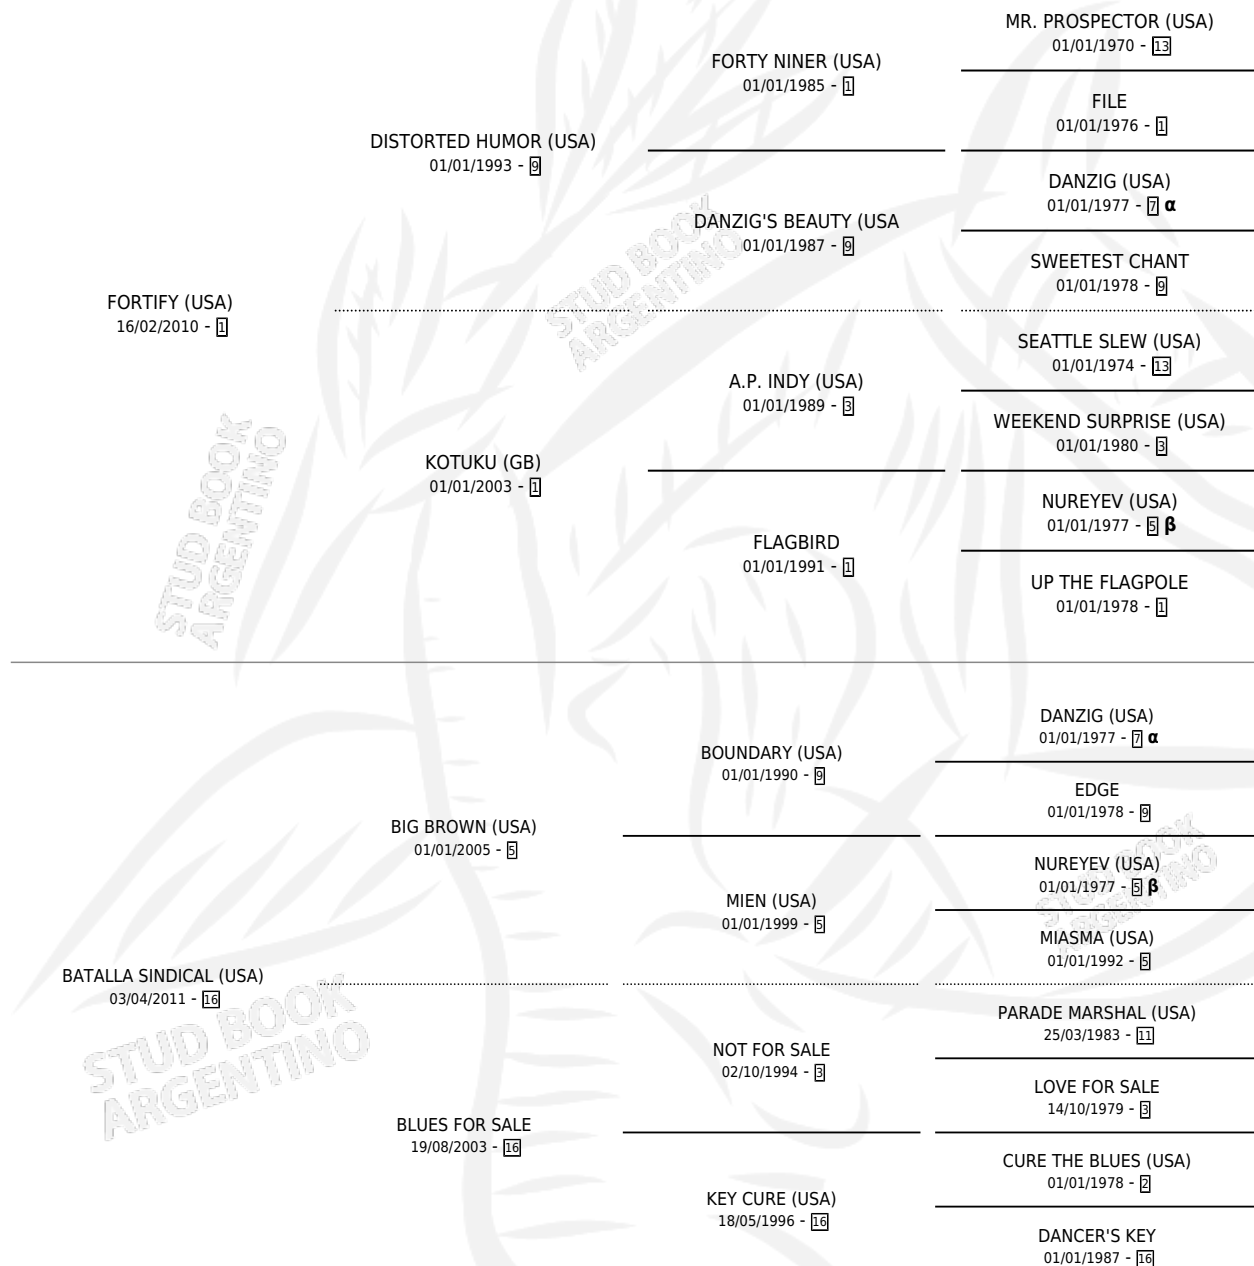 MR. PROSPECTOR (USA)
01/01/1970 - 13
FORTY NINER (USA)
01/01/1985 - 1
FILE
01/01/1976 - 1
DISTORTED HUMOR (USA)
01/01/1993 - 9
DANZIG (USA)
01/01/1977 - 7 α
DANZIG'S BEAUTY (USA
01/01/1987 - 9
SWEETEST CHANT
01/01/1978 - 9
FORTIFY (USA)
16/02/2010 - 1
SEATTLE SLEW (USA)
01/01/1974 - 13
A.P. INDY (USA)
01/01/1989 - 3
WEEKEND SURPRISE (USA)
01/01/1980 - 3
KOTUKU (GB)
01/01/2003 - 1
NUREYEV (USA)
01/01/1977 - 5 β
FLAGBIRD
01/01/1991 - 1
UP THE FLAGPOLE
01/01/1978 - 1
STUD BOOK
ARGENTINO
STUD BOOK
ARGENTINO
DANZIG (USA)
01/01/1977 - 7 α
BOUNDARY (USA)
01/01/1990 - 9
EDGE
01/01/1978 - 9
BIG BROWN (USA)
01/01/2005 - 5
NUREYEV (USA)
01/01/1977 - 5 β
MIEN (USA)
01/01/1999 - 5
MIASMA (USA)
01/01/1992 - 5
BATALLA SINDICAL (USA)
03/04/2011 - 16
PARADE MARSHAL (USA)
25/03/1983 - 11
NOT FOR SALE
02/10/1994 - 3
LOVE FOR SALE
14/10/1979 - 3
BLUES FOR SALE
19/08/2003 - 16
CURE THE BLUES (USA)
01/01/1978 - 2
KEY CURE (USA)
18/05/1996 - 16
DANCER'S KEY
01/01/1987 - 16
STUD BOOK
ARGENTINO
STUD BOOK
ARGENTINO